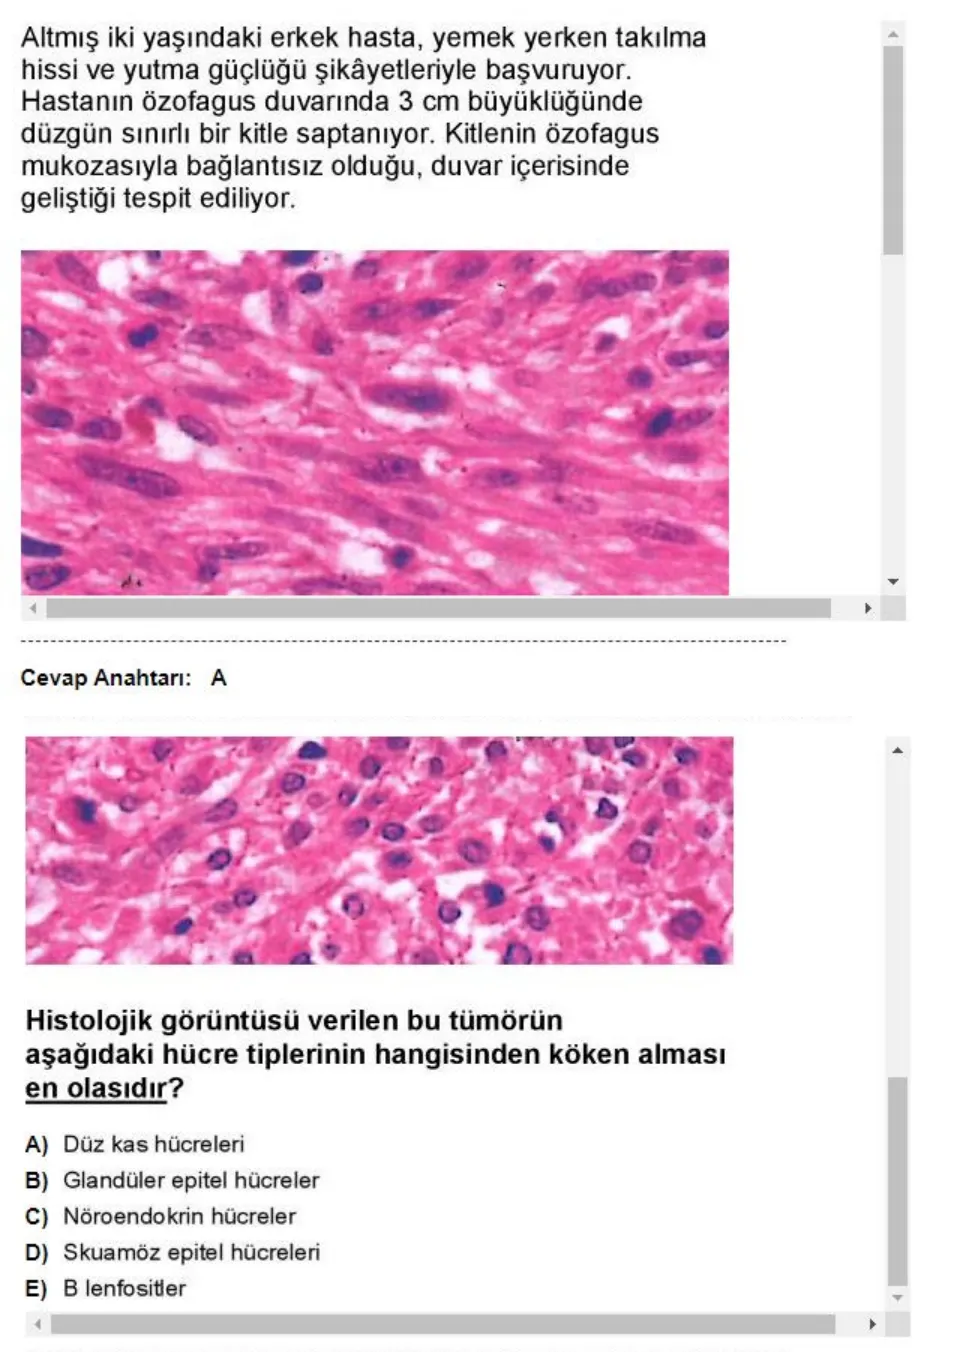 Altmış iki yaşındaki erkek hasta, yemek yerken takılma
hissi ve yutma güçlüğü şikâyetleriyle başvuruyor.
Hastanın özofagus duvarında 3 cm büyüklüğünde
düzgün sınırlı bir kitle saptanıyor. Kitlenin özofagus
mukozasıyla bağlantısız olduğu, duvar içerisinde
geliştiği tespit ediliyor.
Cevap Anahtarı: A
Histolojik görüntüsü verilen bu tümörün
aşağıdaki hücre tiplerinin hangisinden köken alması
en olasıdır?
A) Düz kas hücreleri
B) Glandüler epitel hücreler
C) Nöroendokrin hücreler
D) Skuamöz epitel hücreleri
E) B lenfositler